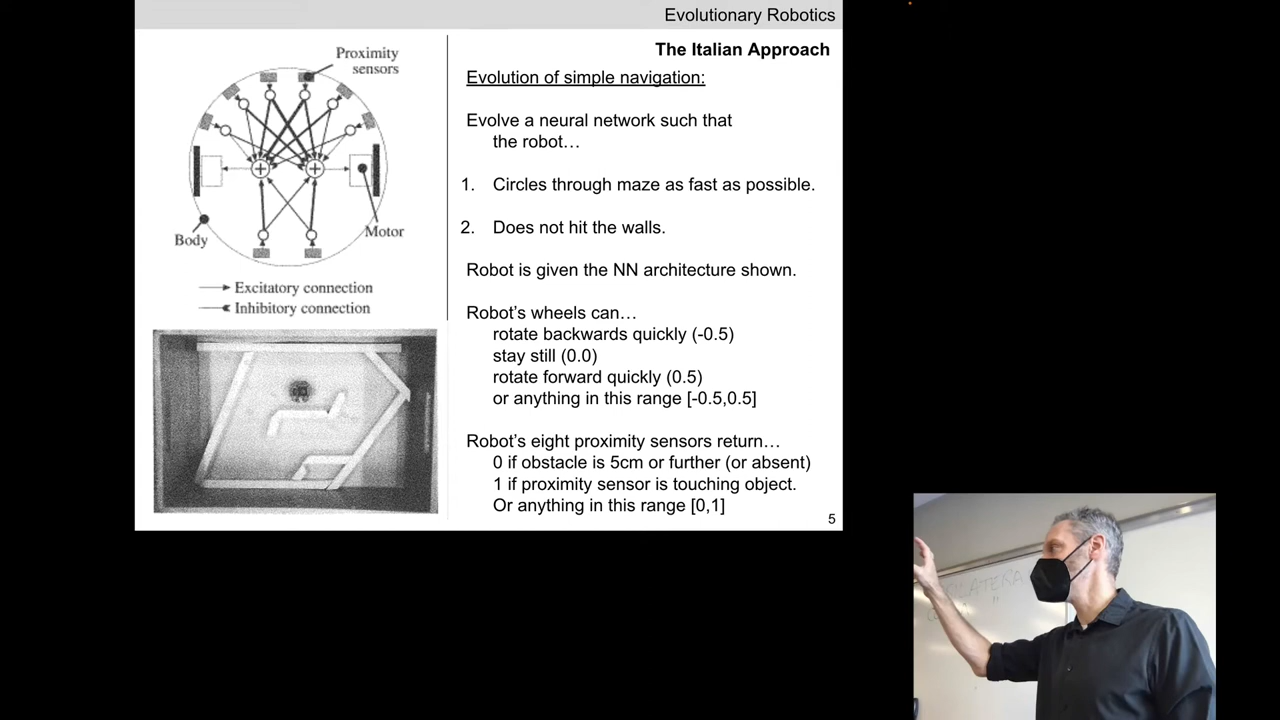 Evolutionary Robotics
The Italian Approach
Proximity
sensors
Body
Motor
Excitatory connection
Inhibitory connection
Evolution of simple navigation:
Evolve a neural network such that
the robot…
1. Circles through maze as fast as possible.
2. Does not hit the walls.
Robot is given the NN architecture shown.
Robot's wheels can…
rotate backwards quickly (-0.5)
stay still (0.0)
rotate forward quickly (0.5)
or anything in this range [-0.5,0.5]
Robot's eight proximity sensors return…
0 if obstacle is 5cm or further (or absent)
1 if proximity sensor is touching object.
Or anything in this range [0,1]
5